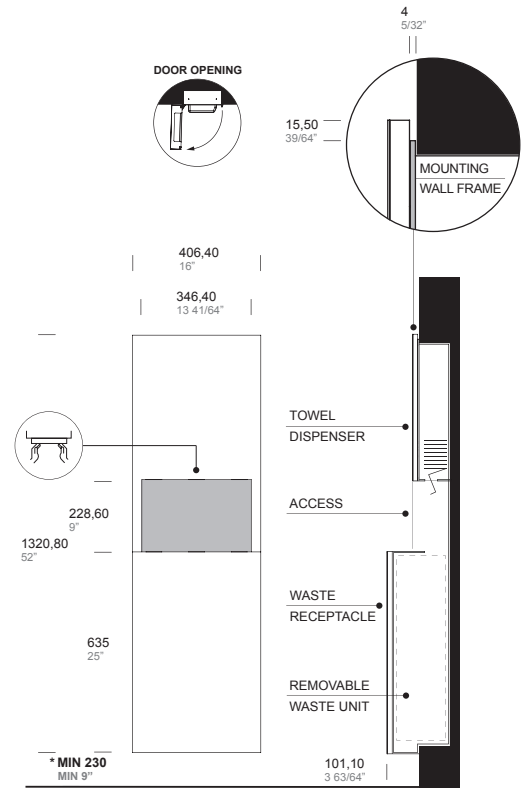 4
5/32"
DOOR OPENING
15,50
39/64"
MOUNTING
WALL FRAME
406,40
16"
346,40
13 41/64"
TOWEL
DISPENSER
228,60
9"
ACCESS
1320,80
52"
WASTE
RECEPTACLE
635
25"
REMOVABLE
WASTE UNIT
* MIN 230
MIN 9"
101,10
3 63/64"